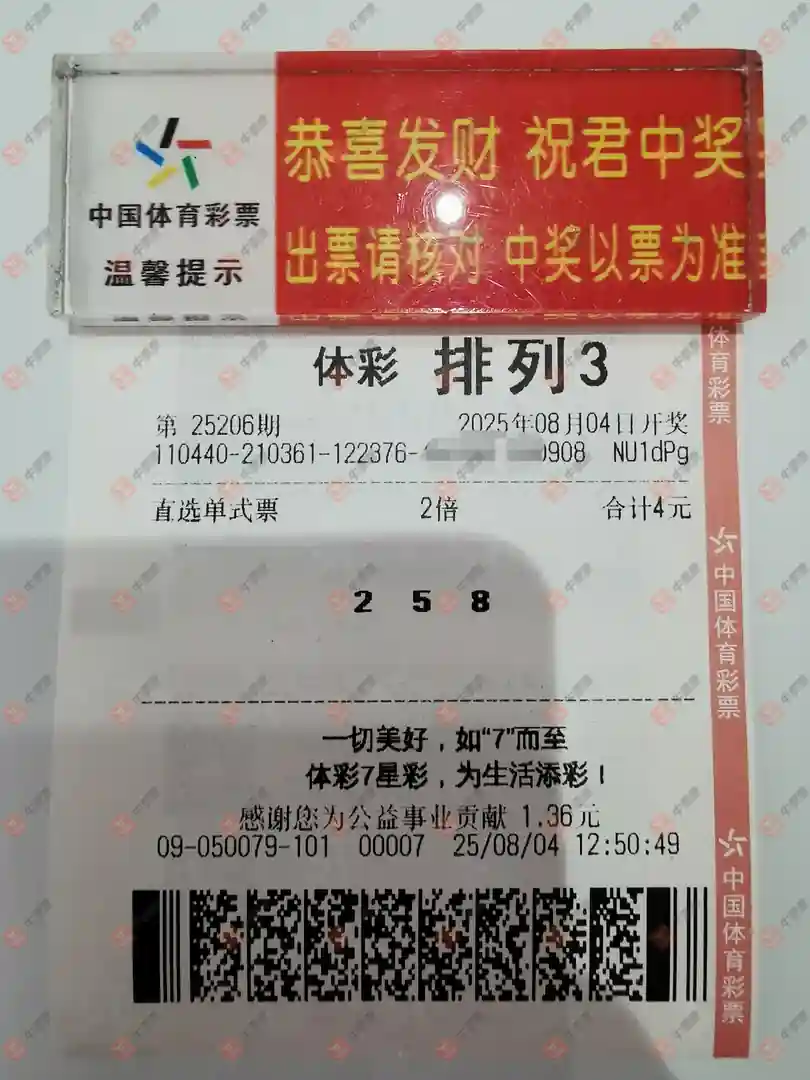 中国体育彩票
温馨提示
恭喜发财 祝君中奖
出票请核对 中奖以票为准
体彩 排列3
第 25206期 2025年08月04日开奖
110440-210361-122376- 0908 NU1dPg
直选单式票 2倍 合计4元
2 5 8
一切美好，如“7”而至
体彩7星彩，为生活添彩！
感谢您为公益事业贡献 1.36元
09-050079-101 00007 25/08/04 12:50:49
体育彩票
中国体育彩票
中国体育彩票